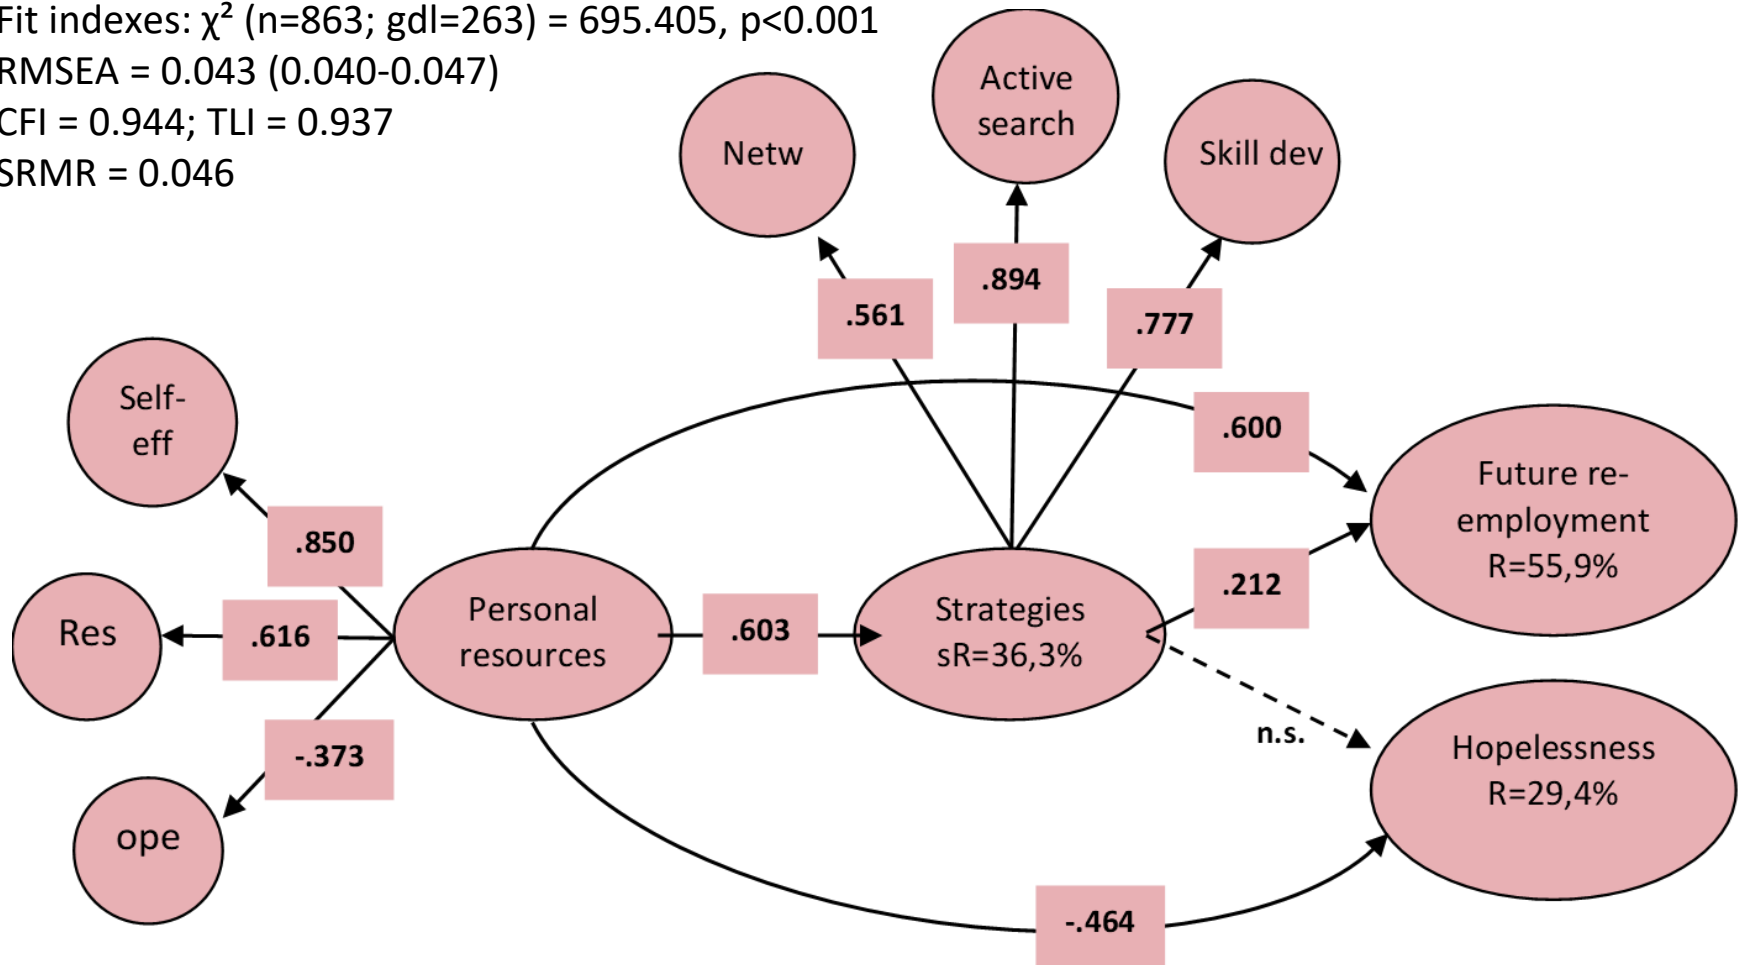 Fit indexes: χ² (n=863; gdl=263) = 695.405, p<0.001
RMSEA = 0.043 (0.040-0.047)
CFI = 0.944; TLI = 0.937
SRMR = 0.046
Netw
Active
search
Skill dev
.561
.894
.777
Self-
eff
.850
Res
.616
ope
-.373
Personal
resources
.603
Strategies
sR=36,3%
.600
.212
n.s.
-.464
Future re-
employment
R=55,9%
Hopelessness
R=29,4%